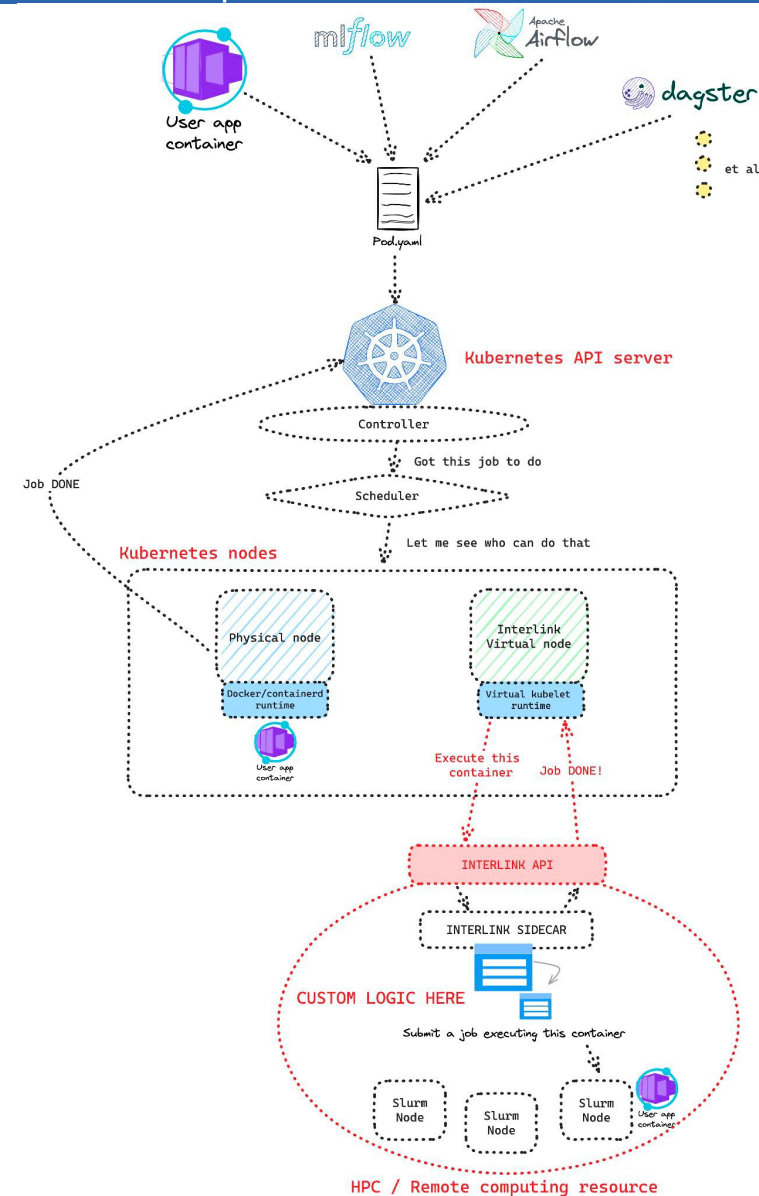 mlflow
Apache
Airflow
dagster
User app
container
et al
Pod.yaml
Kubernetes API server
Controller
Got this job to do
Job DONE
Scheduler
Let me see who can do that
Kubernetes nodes
Physical node
Interlink
Virtual node
Docker/containerd
runtime
Virtual kubelet
runtime
User app
container
Execute this
container
Job DONE!
INTERLINK API
INTERLINK SIDECAR
CUSTOM LOGIC HERE
Submit a job executing this container
Slurm
Node
Slurm
Node
Slurm
Node
User app
container
HPC / Remote computing resource